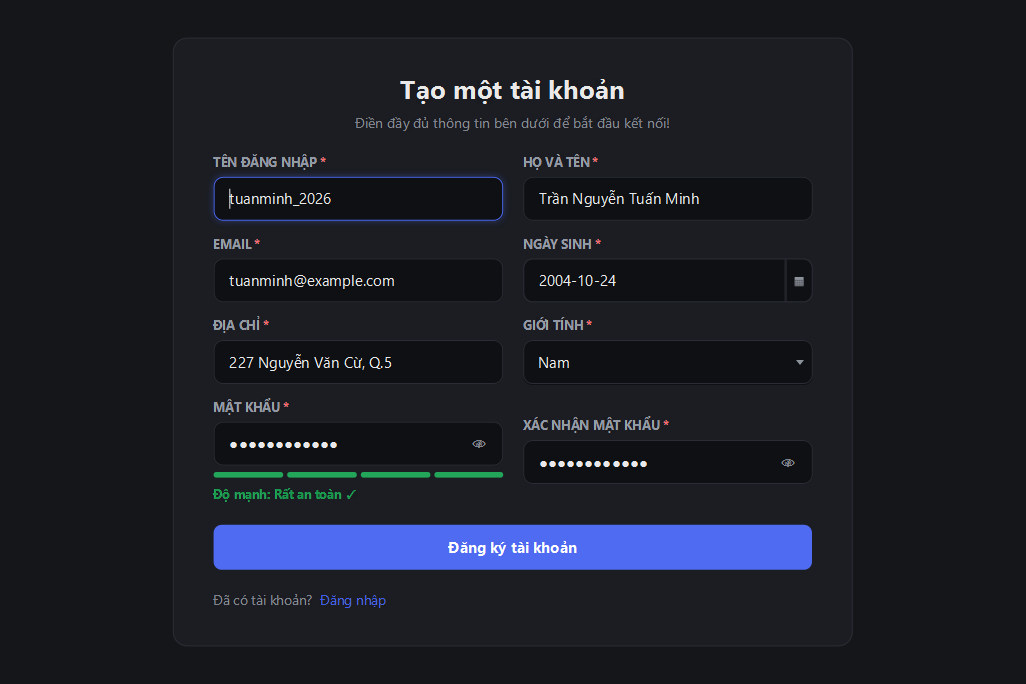 Tạo một tài khoản
Điền đầy đủ thông tin bên dưới để bắt đầu kết nối!
TÊN ĐĂNG NHẬP *
HỌ VÀ TÊN *
tuanminh_2026
Trần Nguyễn Tuấn Minh
EMAIL *
NGÀY SINH *
tuanminh@example.com
2004-10-24
ĐỊA CHỈ *
GIỚI TÍNH *
227 Nguyễn Văn Cừ, Q.5
Nam
MẬT KHẨU *
XÁC NHẬN MẬT KHẨU *
●●●●●●●●●●●●
●●●●●●●●●●●●
Độ mạnh: Rất an toàn ✓
Đăng ký tài khoản
Đã có tài khoản? Đăng nhập